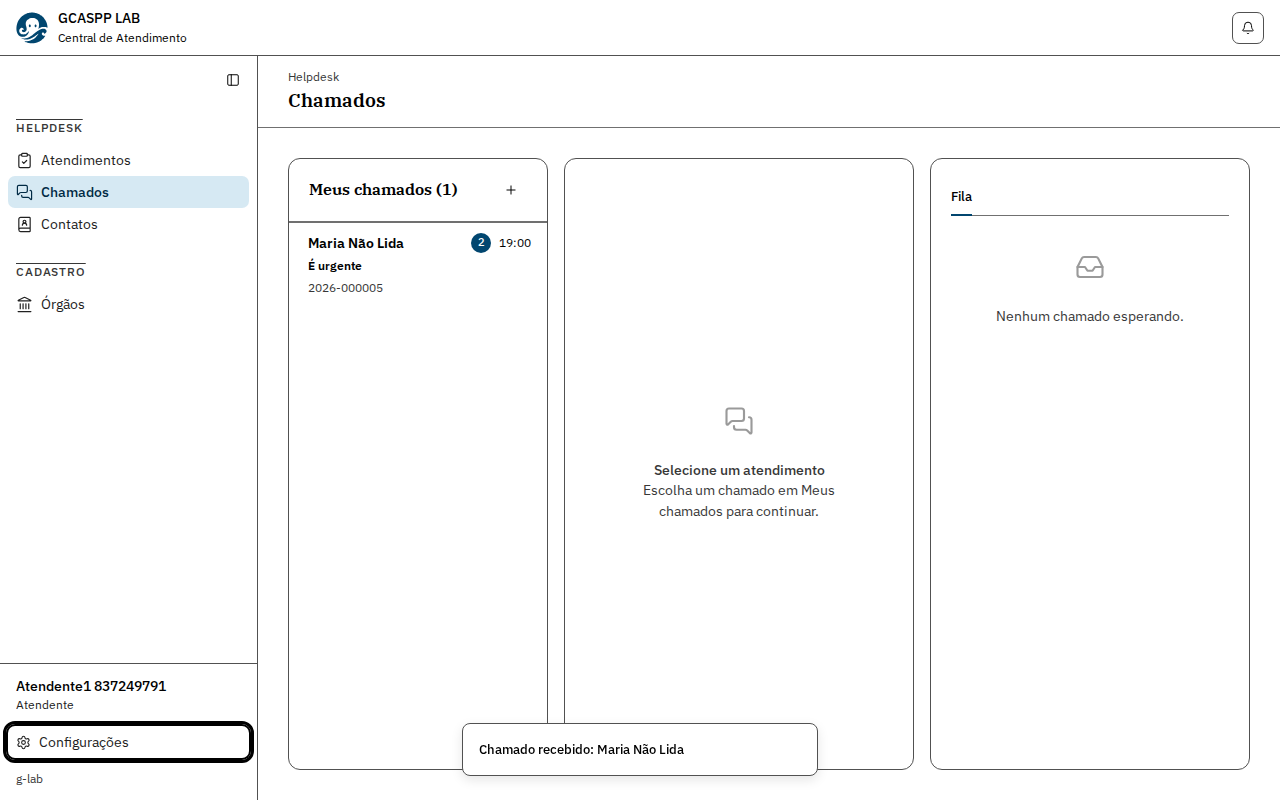 GCASPP LAB
Central de Atendimento
HELPDESK
Atendimentos
Chamados
Contatos
CADASTRO
Órgãos
Atendente1 837249791
Atendente
Configurações
g-lab
Helpdesk
Chamados
Meus chamados (1)
Maria Não Lida 2 19:00
É urgente
2026-000005
Selecione um atendimento
Escolha um chamado em Meus
chamados para continuar.
Fila
Nenhum chamado esperando.
Chamado recebido: Maria Não Lida